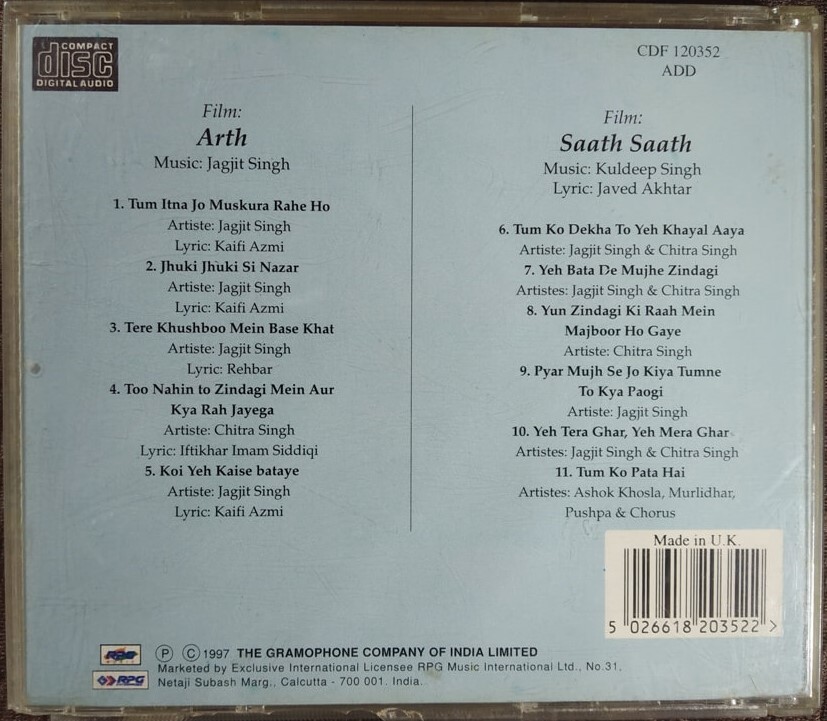 COMPACT
disc
DIGITAL AUDIO
CDF 120352
ADD
Film:
Arth
Music: Jagjit Singh
1. Tum Itna Jo Muskura Rahe Ho
Artiste: Jagjit Singh
Lyric: Kaifi Azmi
2. Jhuki Jhuki Si Nazar
Artiste: Jagjit Singh
Lyric: Kaifi Azmi
3. Tere Khushboo Mein Base Khat
Artiste: Jagjit Singh
Lyric: Rehbar
4. Too Nahin to Zindagi Mein Aur
Kya Rah Jayega
Artiste: Chitra Singh
Lyric: Iftikhar Imam Siddiqi
5. Koi Yeh Kaise bataye
Artiste: Jagjit Singh
Lyric: Kaifi Azmi
Film:
Saath Saath
Music: Kuldeep Singh
Lyric: Javed Akhtar
6. Tum Ko Dekha To Yeh Khayal Aaya
Artiste: Jagjit Singh & Chitra Singh
7. Yeh Bata De Mujhe Zindagi
Artistes: Jagjit Singh & Chitra Singh
8. Yun Zindagi Ki Raah Mein
Majboor Ho Gaye
Artiste: Chitra Singh
9. Pyar Mujh Se Jo Kiya Tumne
To Kya Paogi
Artiste: Jagjit Singh
10. Yeh Tera Ghar, Yeh Mera Ghar
Artistes: Jagjit Singh & Chitra Singh
11. Tum Ko Pata Hai
Artistes: Ashok Khosla, Murlidhar,
Pushpa & Chorus
Made in U.K.
5 026618 203522 >
RPG
RPG
Ⓟ Ⓒ 1997 THE GRAMOPHONE COMPANY OF INDIA LIMITED
Marketed by Exclusive International Licensee RPG Music International Ltd., No.31,
Netaji Subash Marg., Calcutta - 700 001. India.